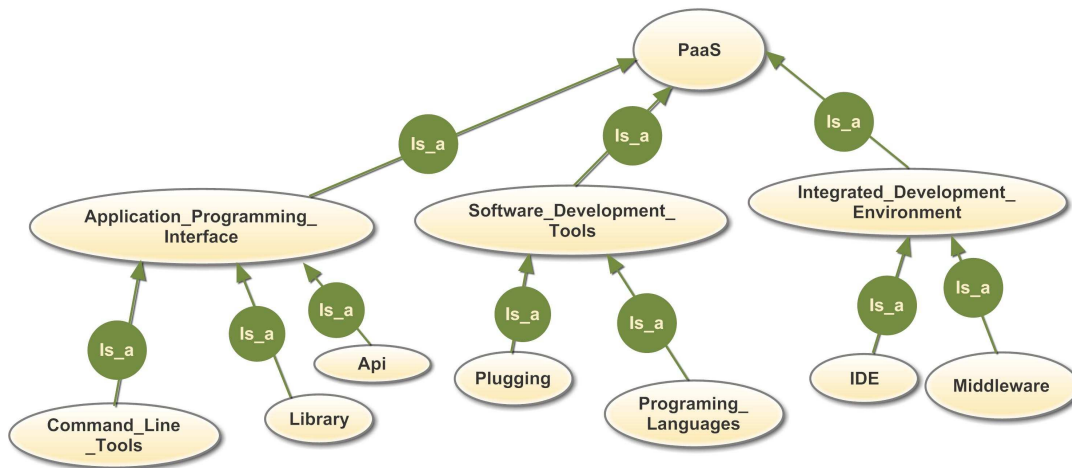 PaaS
Is_a
Is_a
Is_a
Application_Programming_
Interface
Software_Development_
Tools
Integrated_Development_
Environment
Is_a
Is_a
Is_a
Is_a
Is_a
Is_a
Is_a
Command_Line
_Tools
Library
Api
Plugging
Programing_
Languages
IDE
Middleware